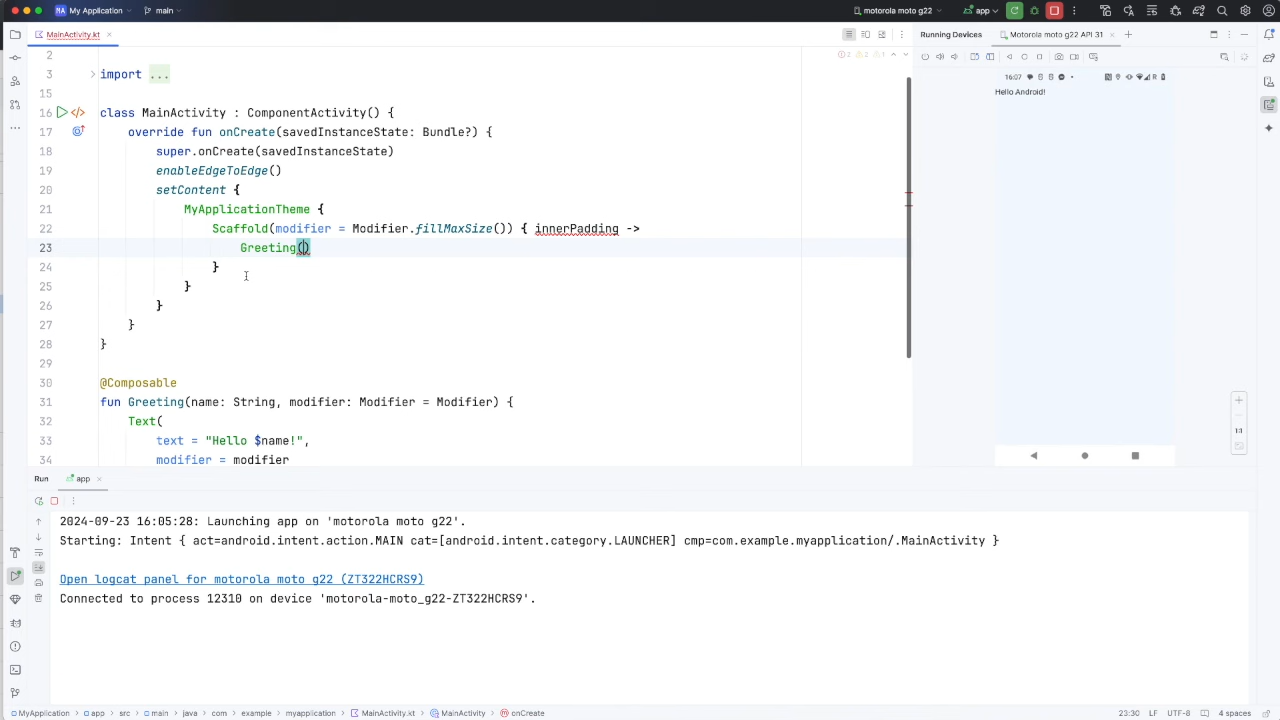 MA My Application main motorola moto g22 app
MainActivity.kt
2
3 import ...
15
16 class MainActivity : ComponentActivity() {
17 override fun onCreate(savedInstanceState: Bundle?) {
18 super.onCreate(savedInstanceState)
19 enableEdgeToEdge()
20 setContent {
21 MyApplicationTheme {
22 Scaffold(modifier = Modifier.fillMaxSize()) { innerPadding ->
23 Greeting()
24 }
25 }
26 }
27 }
28 }
29
30 @Composable
31 fun Greeting(name: String, modifier: Modifier = Modifier) {
32 Text(
33 text = "Hello $name!",
34 modifier = modifier
Running Devices Motorola moto g22 API 31
16:07
Hello Android!
1:1
Run app
2024-09-23 16:05:28: Launching app on 'motorola moto g22'.
Starting: Intent { act=android.intent.action.MAIN cat=[android.intent.category.LAUNCHER] cmp=com.example.myapplication/.MainActivity }
Open logcat panel for motorola moto g22 (ZT322HCRS9)
Connected to process 12310 on device 'motorola-moto_g22-ZT322HCRS9'.
MyApplication > app > src > main > java > com > example > myapplication > MainActivity.kt > MainActivity > onCreate 23:30 LF UTF-8 4 spaces